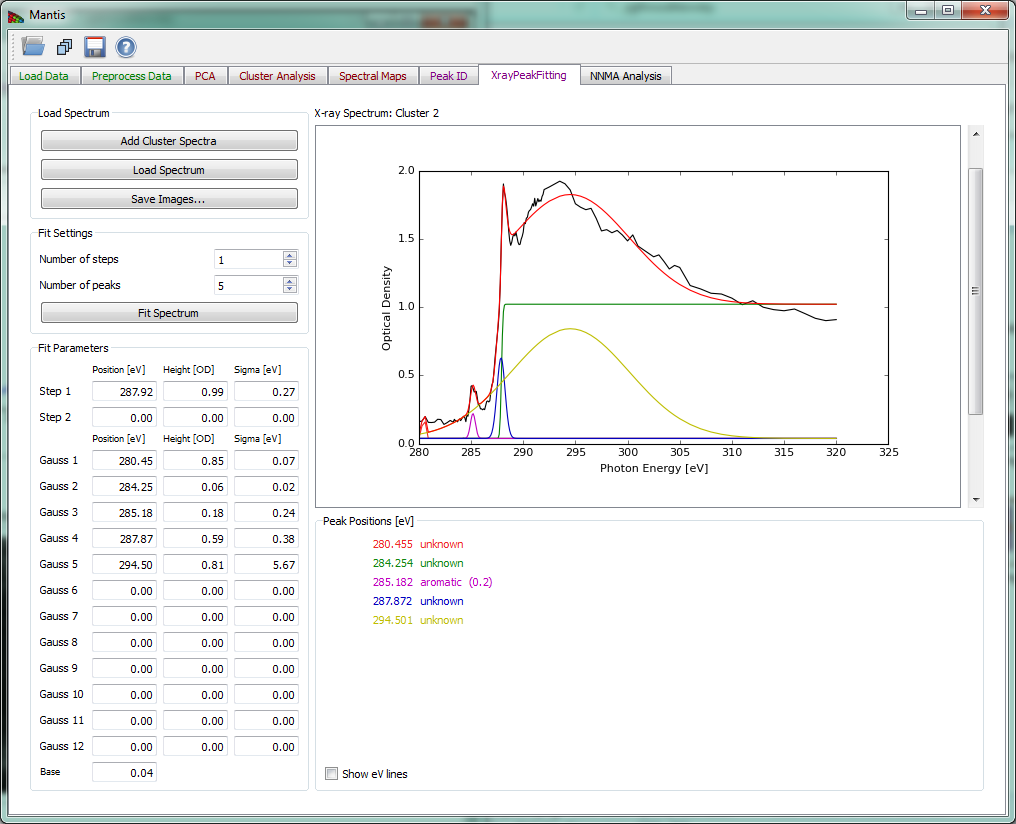 Mantis
Load Data Preprocess Data PCA Cluster Analysis Spectral Maps Peak ID XrayPeakFitting NNMA Analysis
Load Spectrum
Add Cluster Spectra
Load Spectrum
Save Images...
Fit Settings
Number of steps 1
Number of peaks 5
Fit Spectrum
Fit Parameters
Position [eV] Height [OD] Sigma [eV]
Step 1 287.92 0.99 0.27
Step 2 0.00 0.00 0.00
Position [eV] Height [OD] Sigma [eV]
Gauss 1 280.45 0.85 0.07
Gauss 2 284.25 0.06 0.02
Gauss 3 285.18 0.18 0.24
Gauss 4 287.87 0.59 0.38
Gauss 5 294.50 0.81 5.67
Gauss 6 0.00 0.00 0.00
Gauss 7 0.00 0.00 0.00
Gauss 8 0.00 0.00 0.00
Gauss 9 0.00 0.00 0.00
Gauss 10 0.00 0.00 0.00
Gauss 11 0.00 0.00 0.00
Gauss 12 0.00 0.00 0.00
Base 0.04
X-ray Spectrum: Cluster 2
2.0
1.5
1.0
0.5
0.0
Optical Density
280 285 290 295 300 305 310 315 320 325
Photon Energy [eV]
Peak Positions [eV]
280.455 unknown
284.254 unknown
285.182 aromatic (0.2)
287.872 unknown
294.501 unknown
Show eV lines